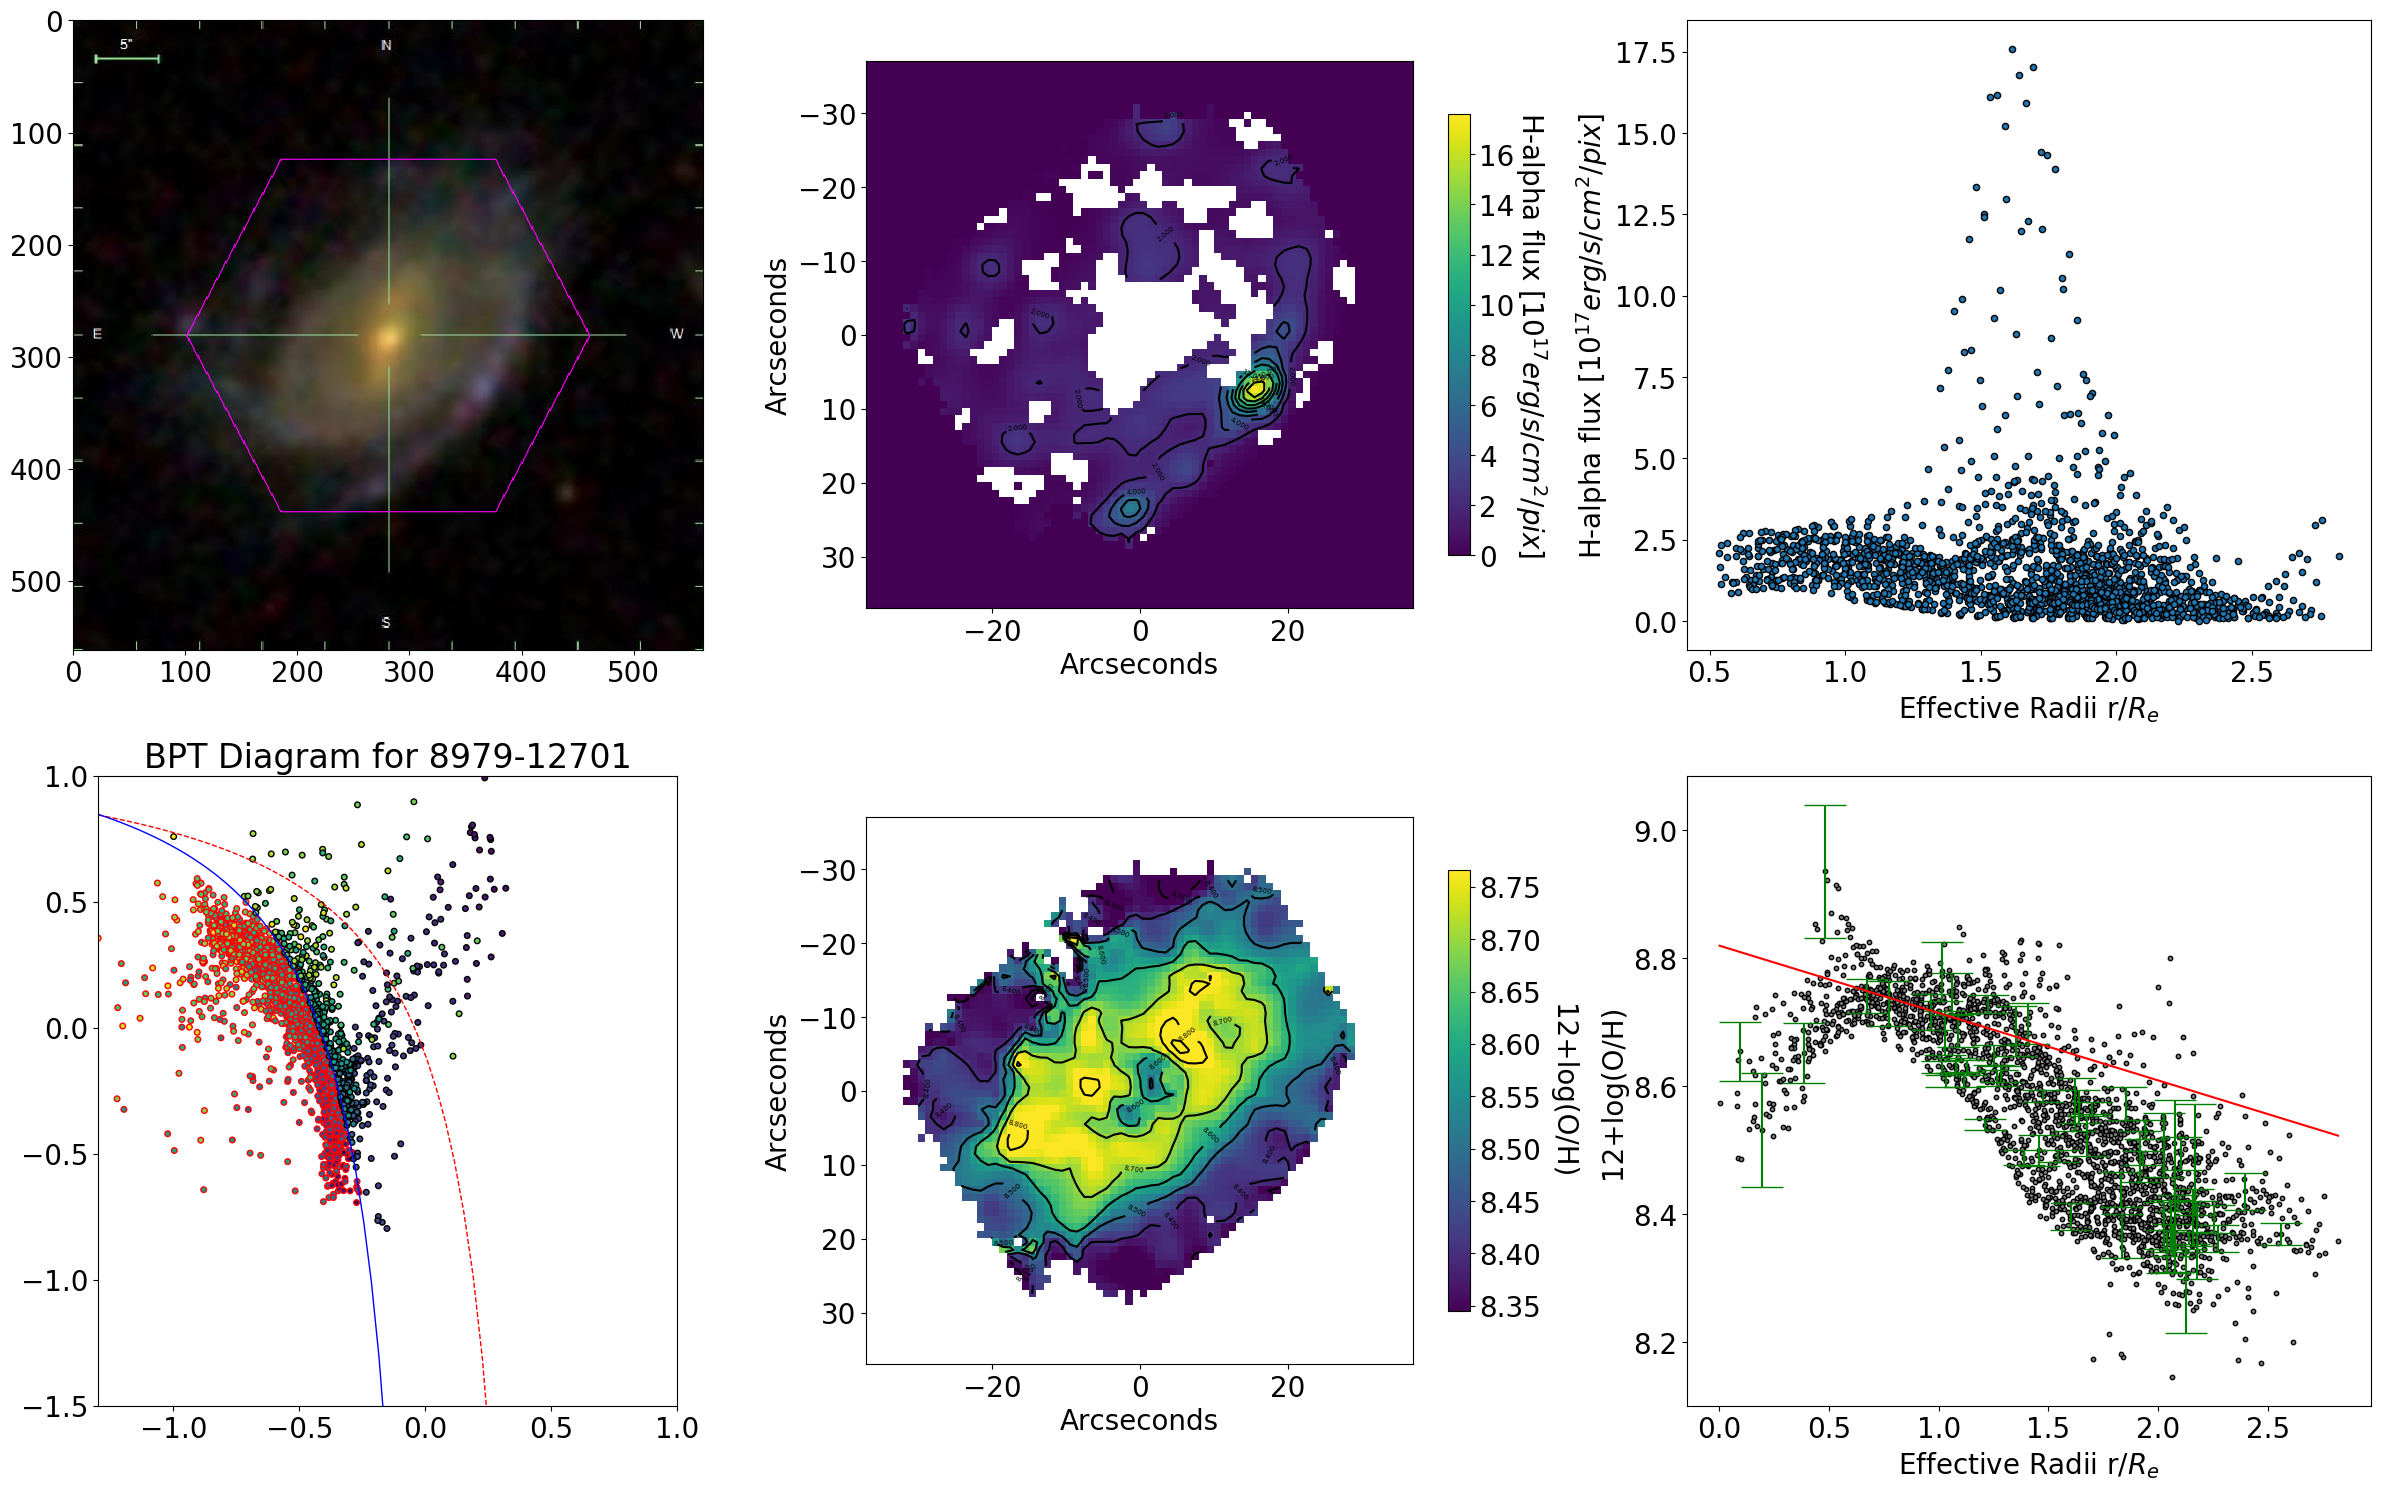 0
100
200
300
400
500
0 100 200 300 400 500
5"
N
E
W
S
−30
−20
−10
0
10
20
30
Arcseconds
−20 0 20
Arcseconds
16
14
12
10
8
6
4
2
0
H-alpha flux [10^17 erg/s/cm^2/pix]
H-alpha flux [10^17 erg/s/cm^2/pix]
17.5
15.0
12.5
10.0
7.5
5.0
2.5
0.0
0.5 1.0 1.5 2.0 2.5
Effective Radii r/R_e
BPT Diagram for 8979-12701
1.0
0.5
0.0
−0.5
−1.0
−1.5
−1.0 −0.5 0.0 0.5 1.0
−30
−20
−10
0
10
20
30
Arcseconds
−20 0 20
Arcseconds
8.75
8.70
8.65
8.60
8.55
8.50
8.45
8.40
8.35
12+log(O/H)
12+log(O/H)
9.0
8.8
8.6
8.4
8.2
0.0 0.5 1.0 1.5 2.0 2.5
Effective Radii r/R_e